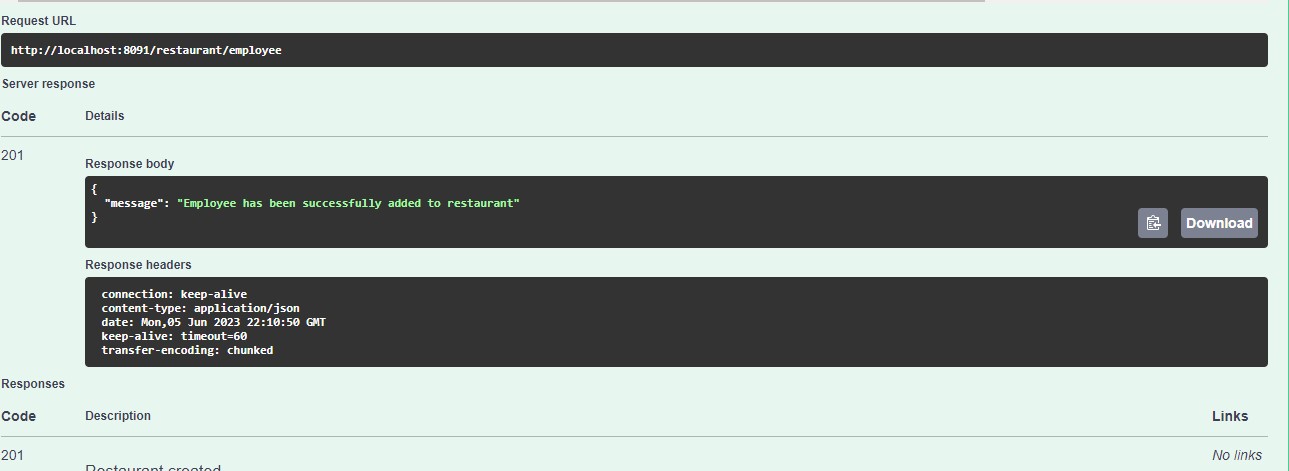 Request URL
http://localhost:8091/restaurant/employee
Server response
Code Details
201
Response body
{
"message": "Employee has been successfully added to restaurant"
}
Download
Response headers
connection: keep-alive
content-type: application/json
date: Mon,05 Jun 2023 22:10:50 GMT
keep-alive: timeout=60
transfer-encoding: chunked
Responses
Code Description Links
201 No links
Restaurant created